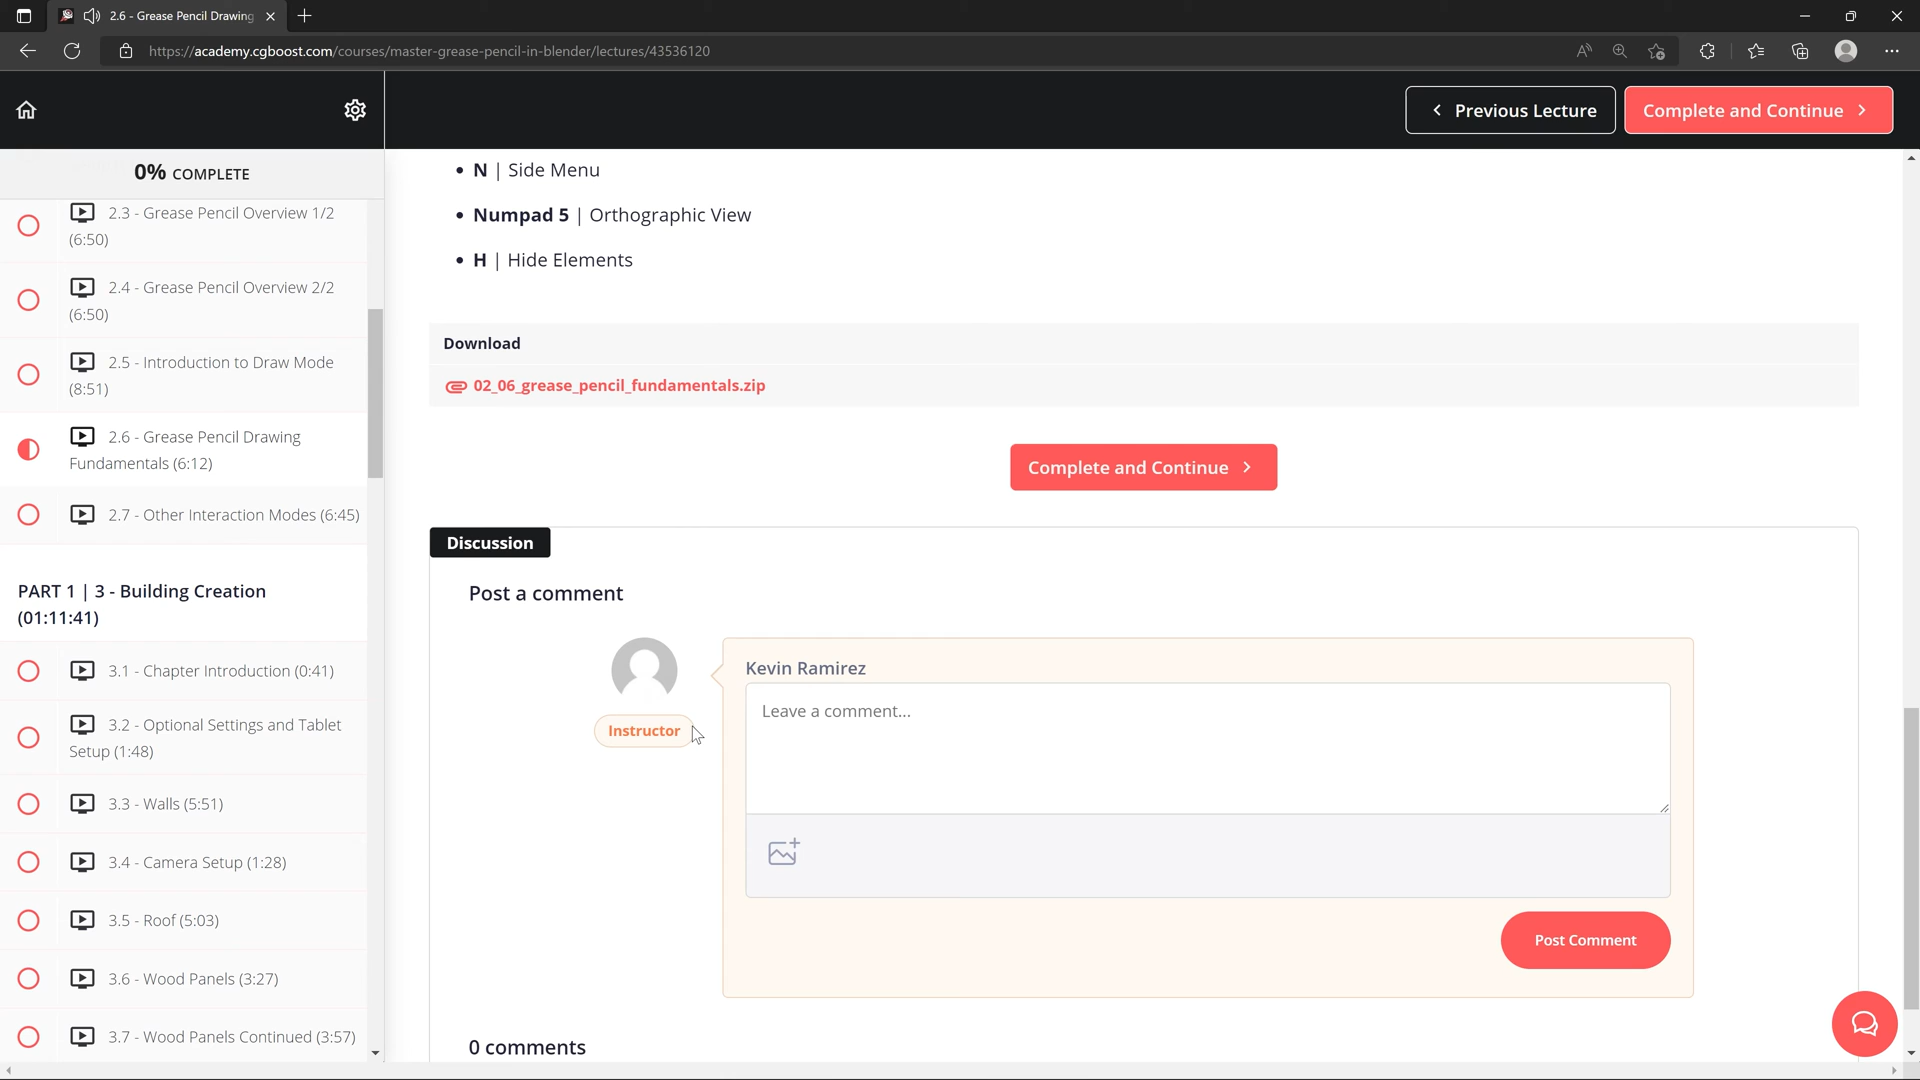 2.6 - Grease Pencil Drawing
https://academy.cgboost.com/courses/master-grease-pencil-in-blender/lectures/43536120
Previous Lecture
Complete and Continue
0% COMPLETE
2.3 - Grease Pencil Overview 1/2
(6:50)
2.4 - Grease Pencil Overview 2/2
(6:50)
2.5 - Introduction to Draw Mode
(8:51)
2.6 - Grease Pencil Drawing
Fundamentals (6:12)
2.7 - Other Interaction Modes (6:45)
PART 1 | 3 - Building Creation
(01:11:41)
3.1 - Chapter Introduction (0:41)
3.2 - Optional Settings and Tablet
Setup (1:48)
3.3 - Walls (5:51)
3.4 - Camera Setup (1:28)
3.5 - Roof (5:03)
3.6 - Wood Panels (3:27)
3.7 - Wood Panels Continued (3:57)
• N | Side Menu
• Numpad 5 | Orthographic View
• H | Hide Elements
Download
02_06_grease_pencil_fundamentals.zip
Complete and Continue
Discussion
Post a comment
Kevin Ramirez
Instructor
Leave a comment...
Post Comment
0 comments